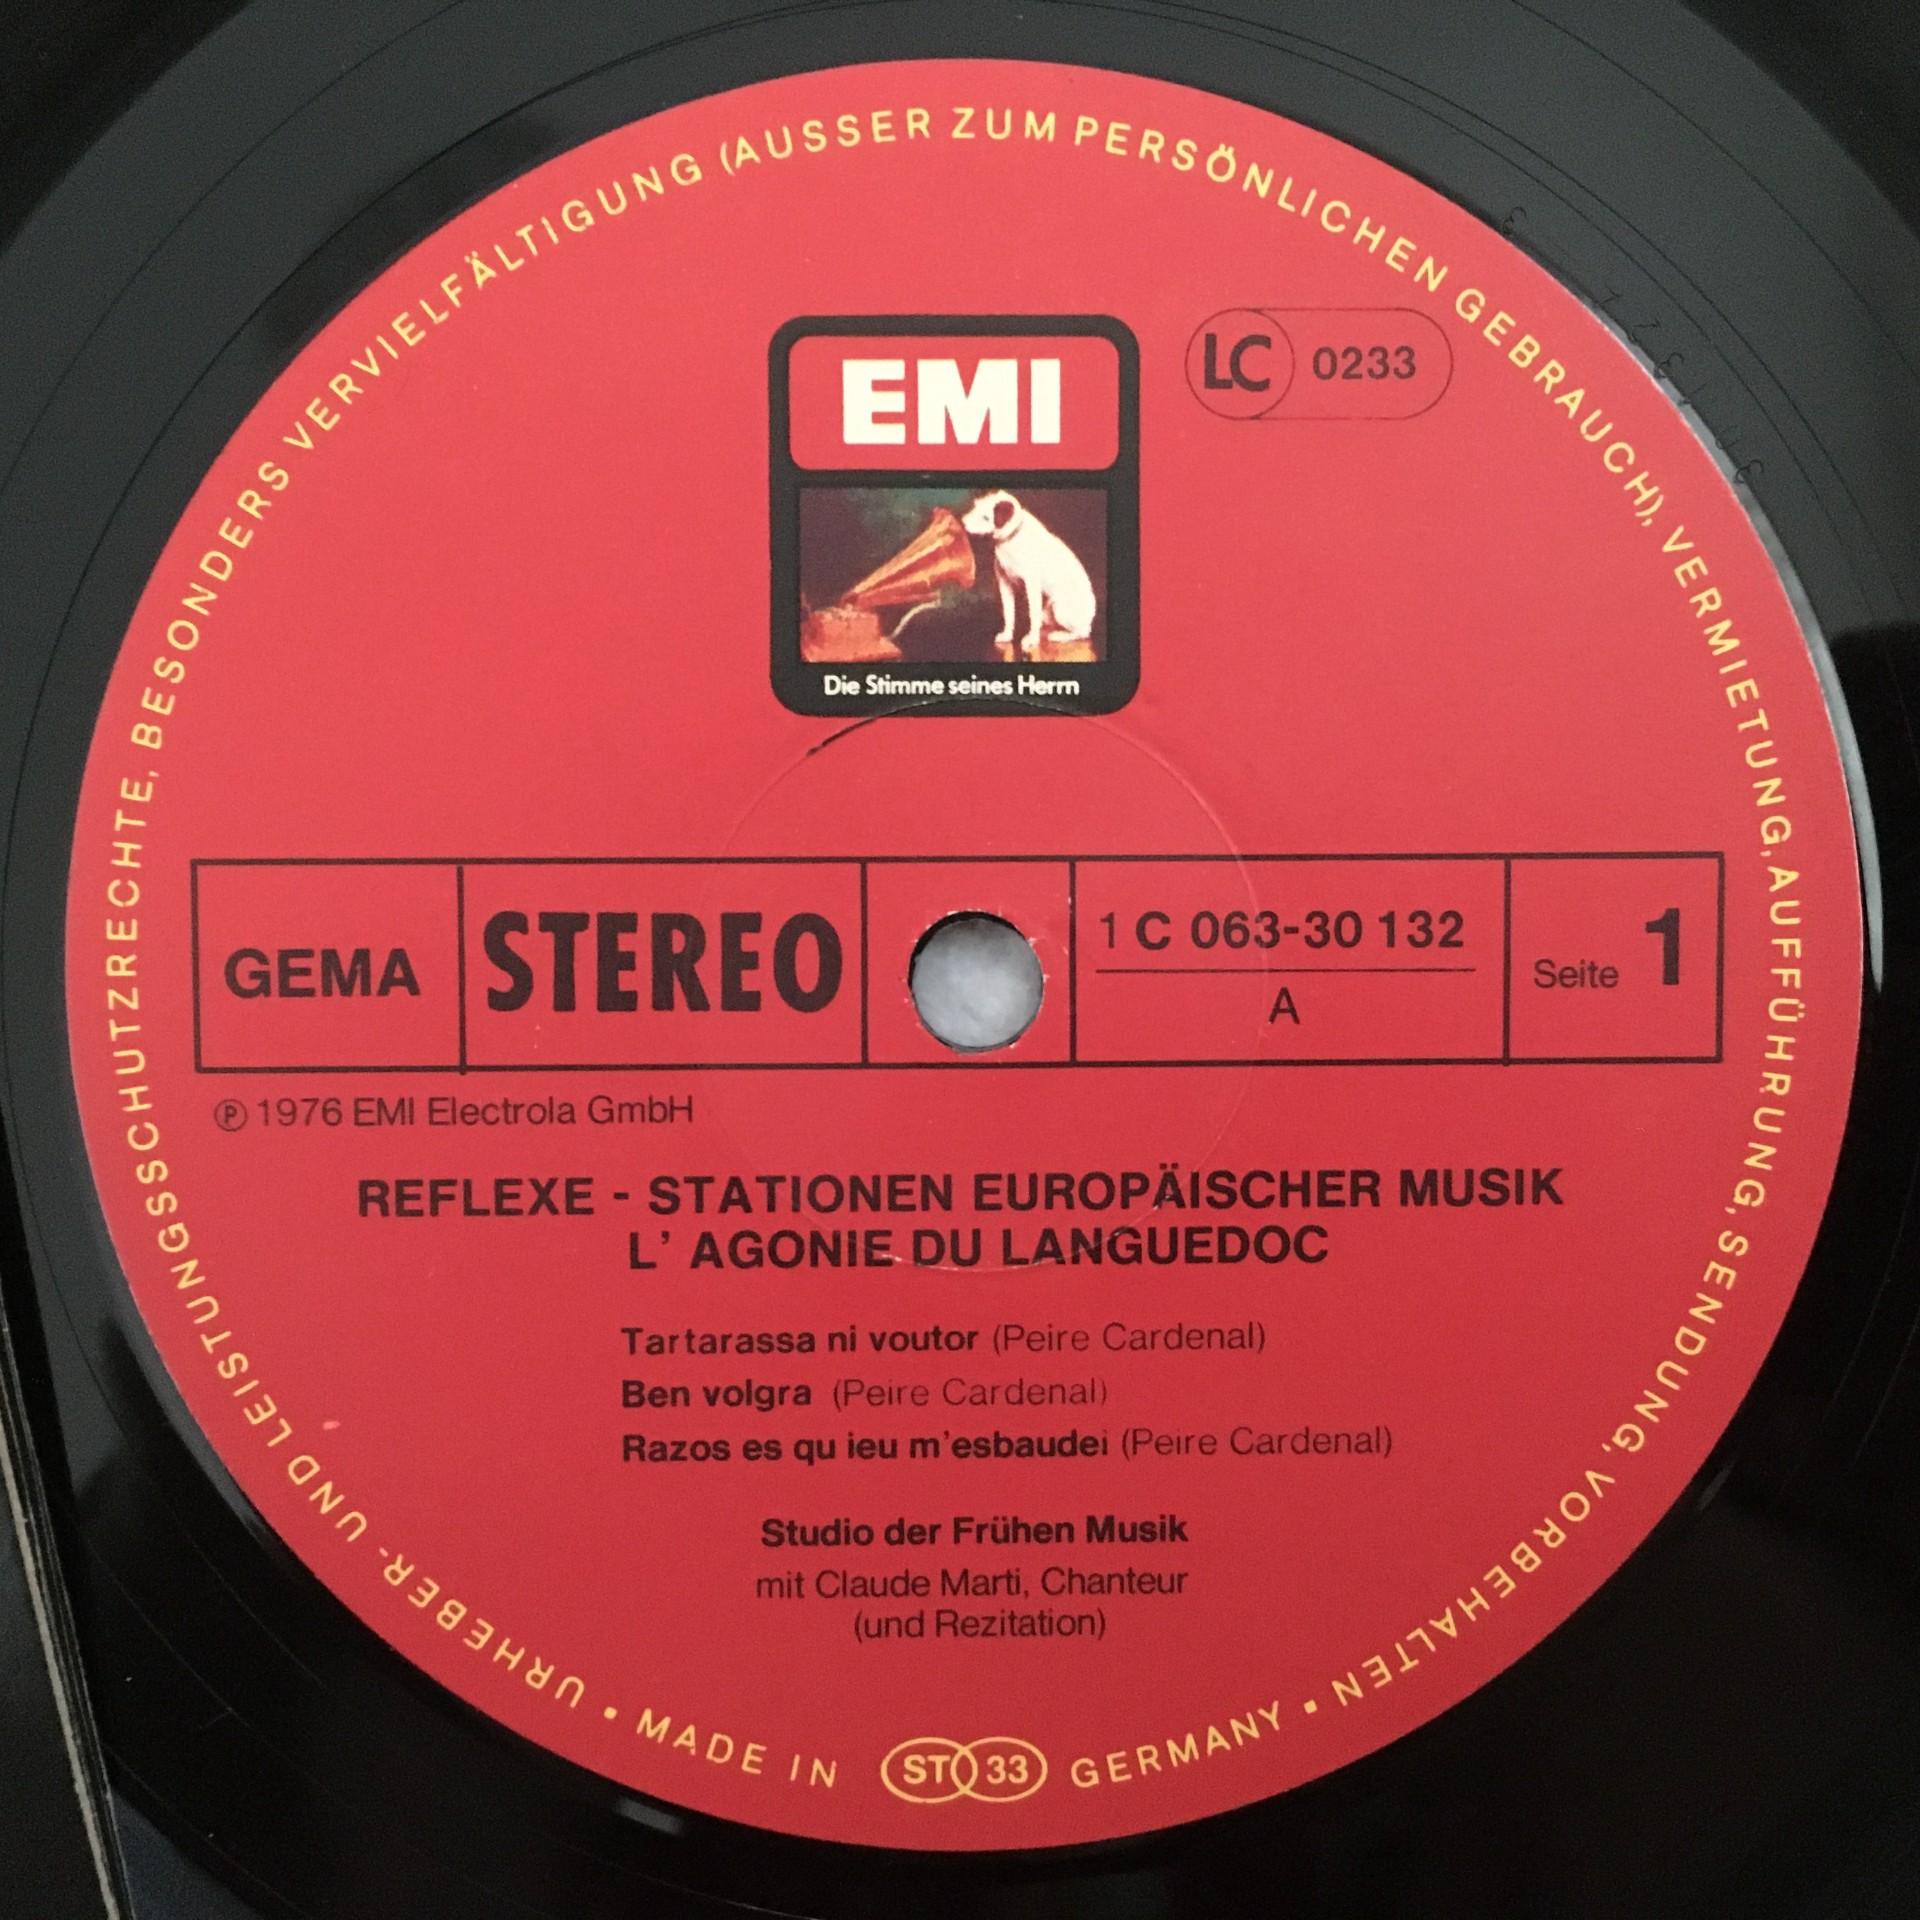 URHEBER- UND LEISTUNGSSCHUTZRECHTE, BESONDERS VERVIELFÄLTIGUNG (AUSSER ZUM PERSÖNLICHEN GEBRAUCH), VERMIETUNG, AUFFÜHRUNG, SENDUNG, VORBEHALTEN •
EMI
LC 0233
Die Stimme seines Herrn
GEMA STEREO 1 C 063-30 132 Seite 1
A
℗ 1976 EMI Electrola GmbH
REFLEXE - STATIONEN EUROPÄISCHER MUSIK
L' AGONIE DU LANGUEDOC
Tartarassa ni voutor (Peire Cardenal)
Ben volgra (Peire Cardenal)
Razos es qu ieu m'esbaudei (Peire Cardenal)
Studio der Frühen Musik
mit Claude Marti, Chanteur
(und Rezitation)
• MADE IN ST 33 GERMANY